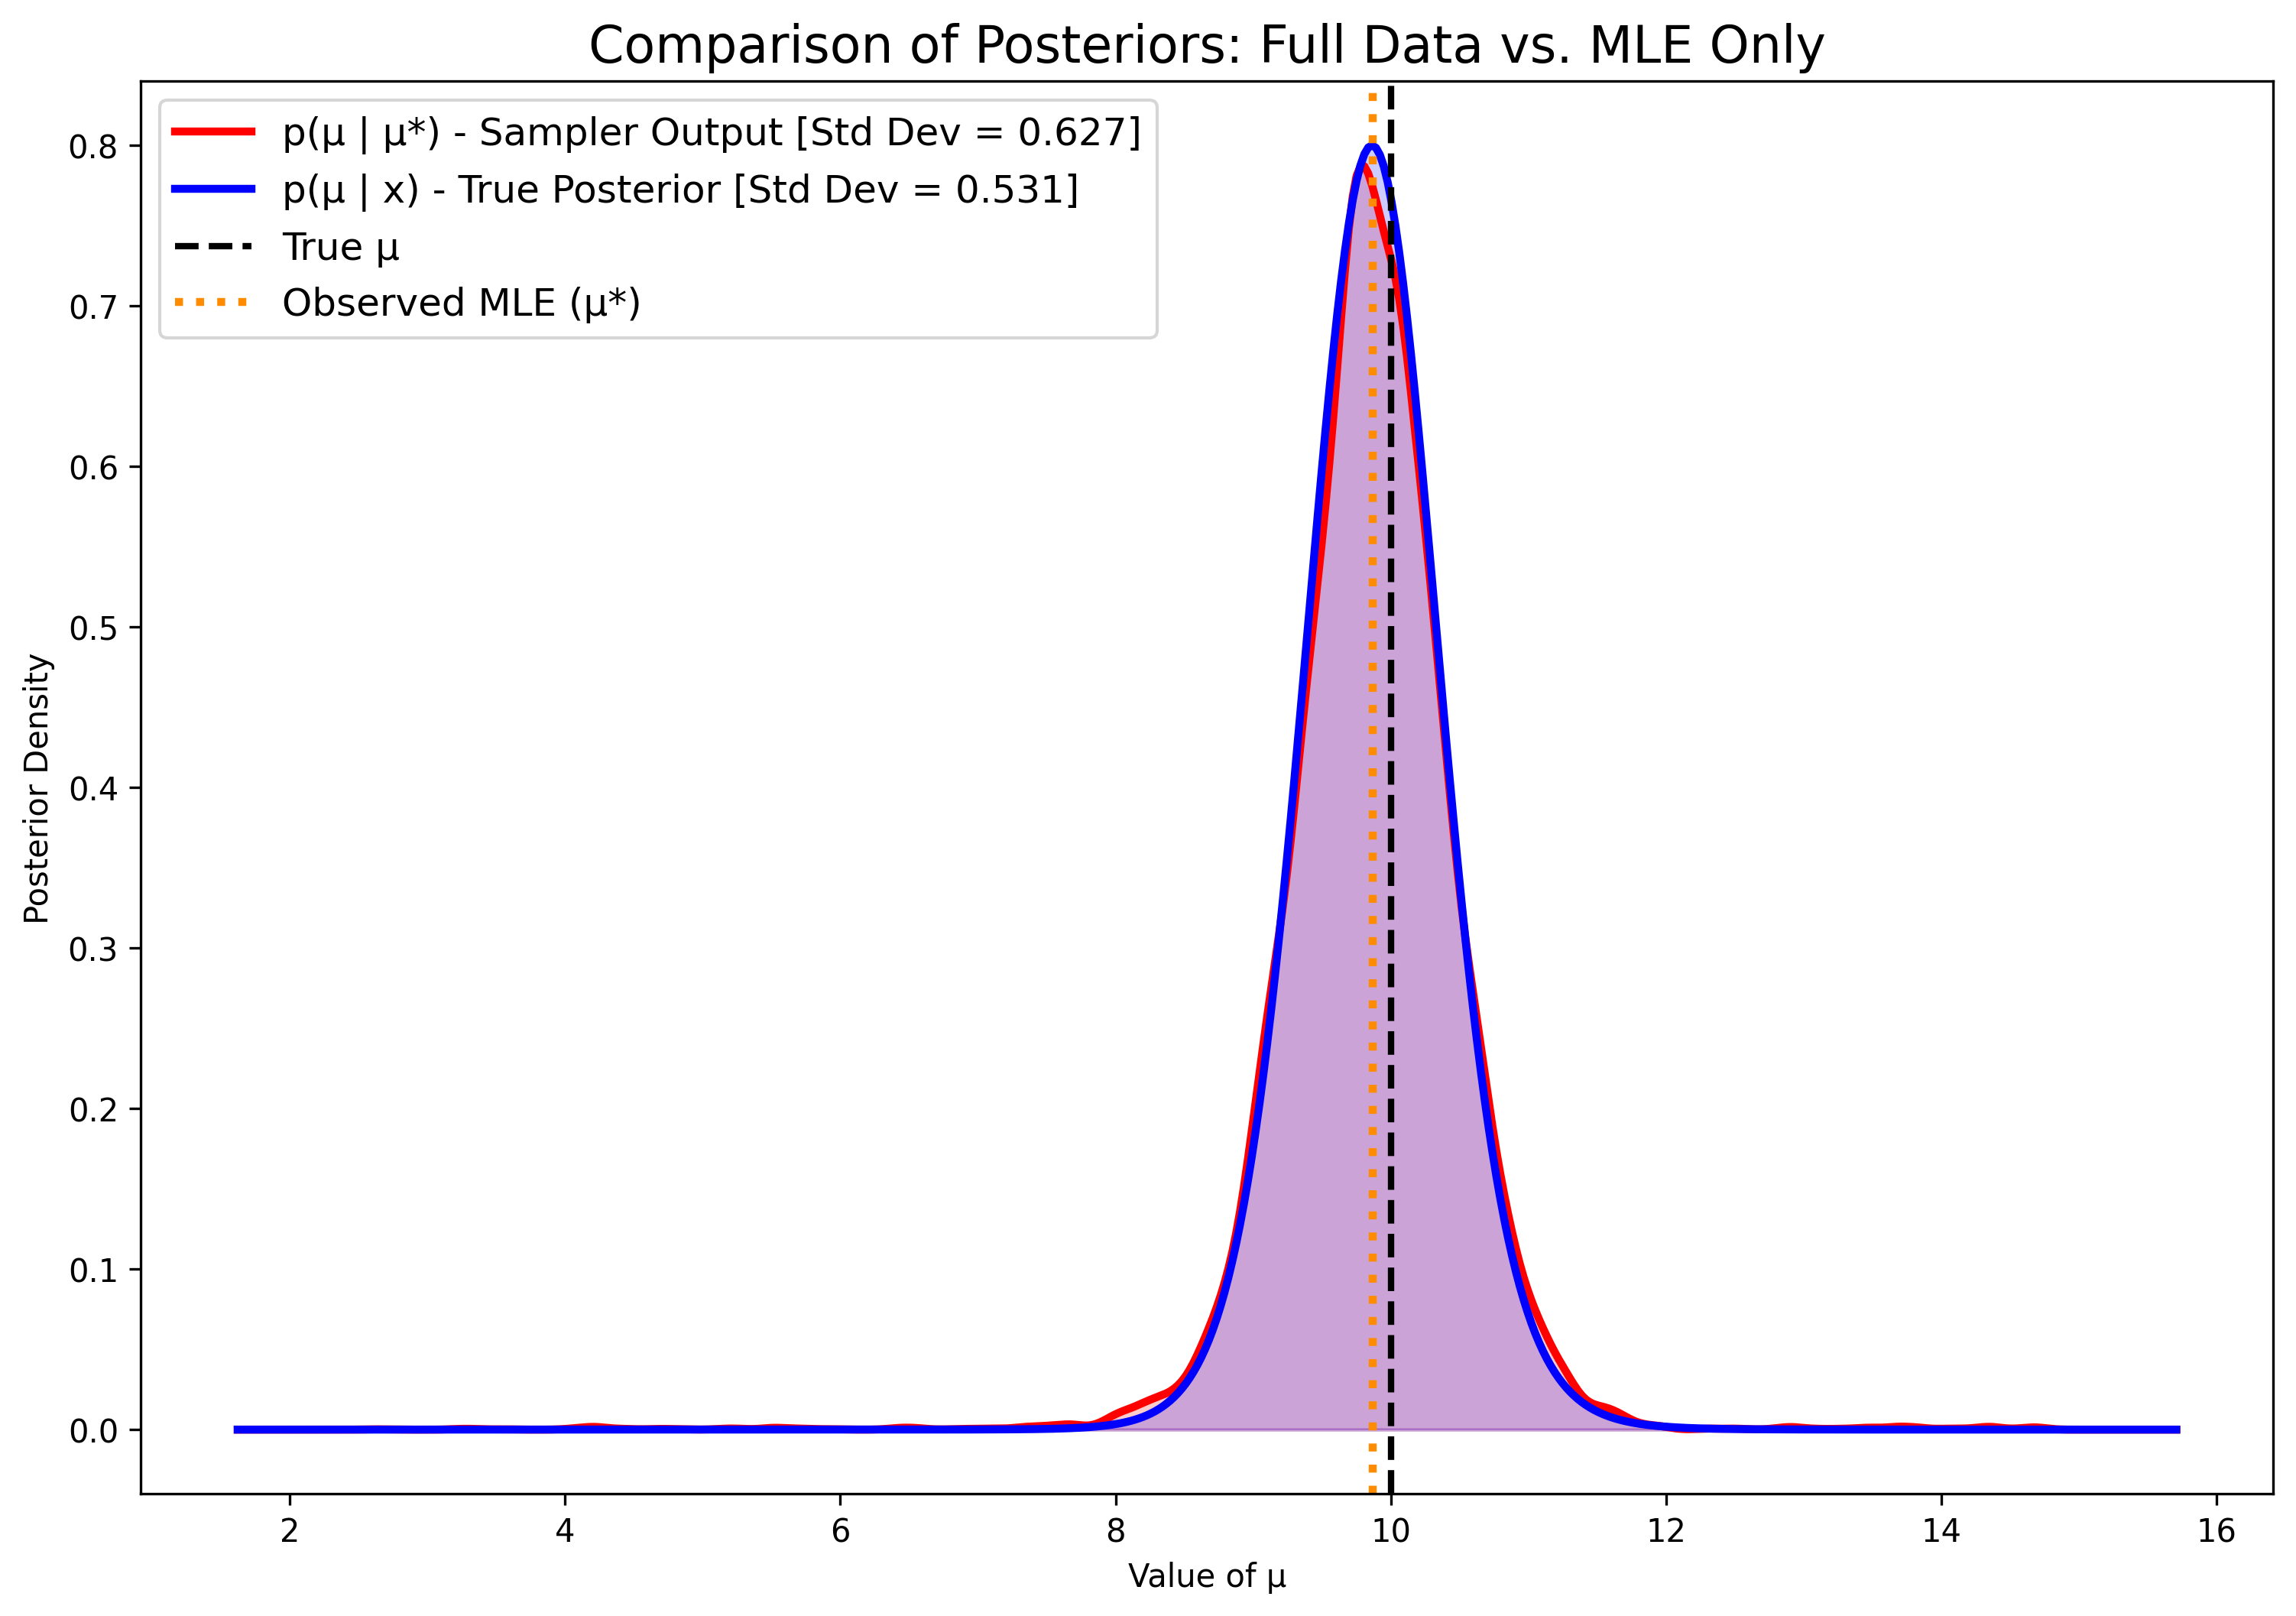 Comparison of Posteriors: Full Data vs. MLE Only
p(μ | μ*) - Sampler Output [Std Dev = 0.627]
p(μ | x) - True Posterior [Std Dev = 0.531]
True μ
Observed MLE (μ*)
0.8
0.7
0.6
0.5
0.4
0.3
0.2
0.1
0.0
Posterior Density
2 4 6 8 10 12 14 16
Value of μ